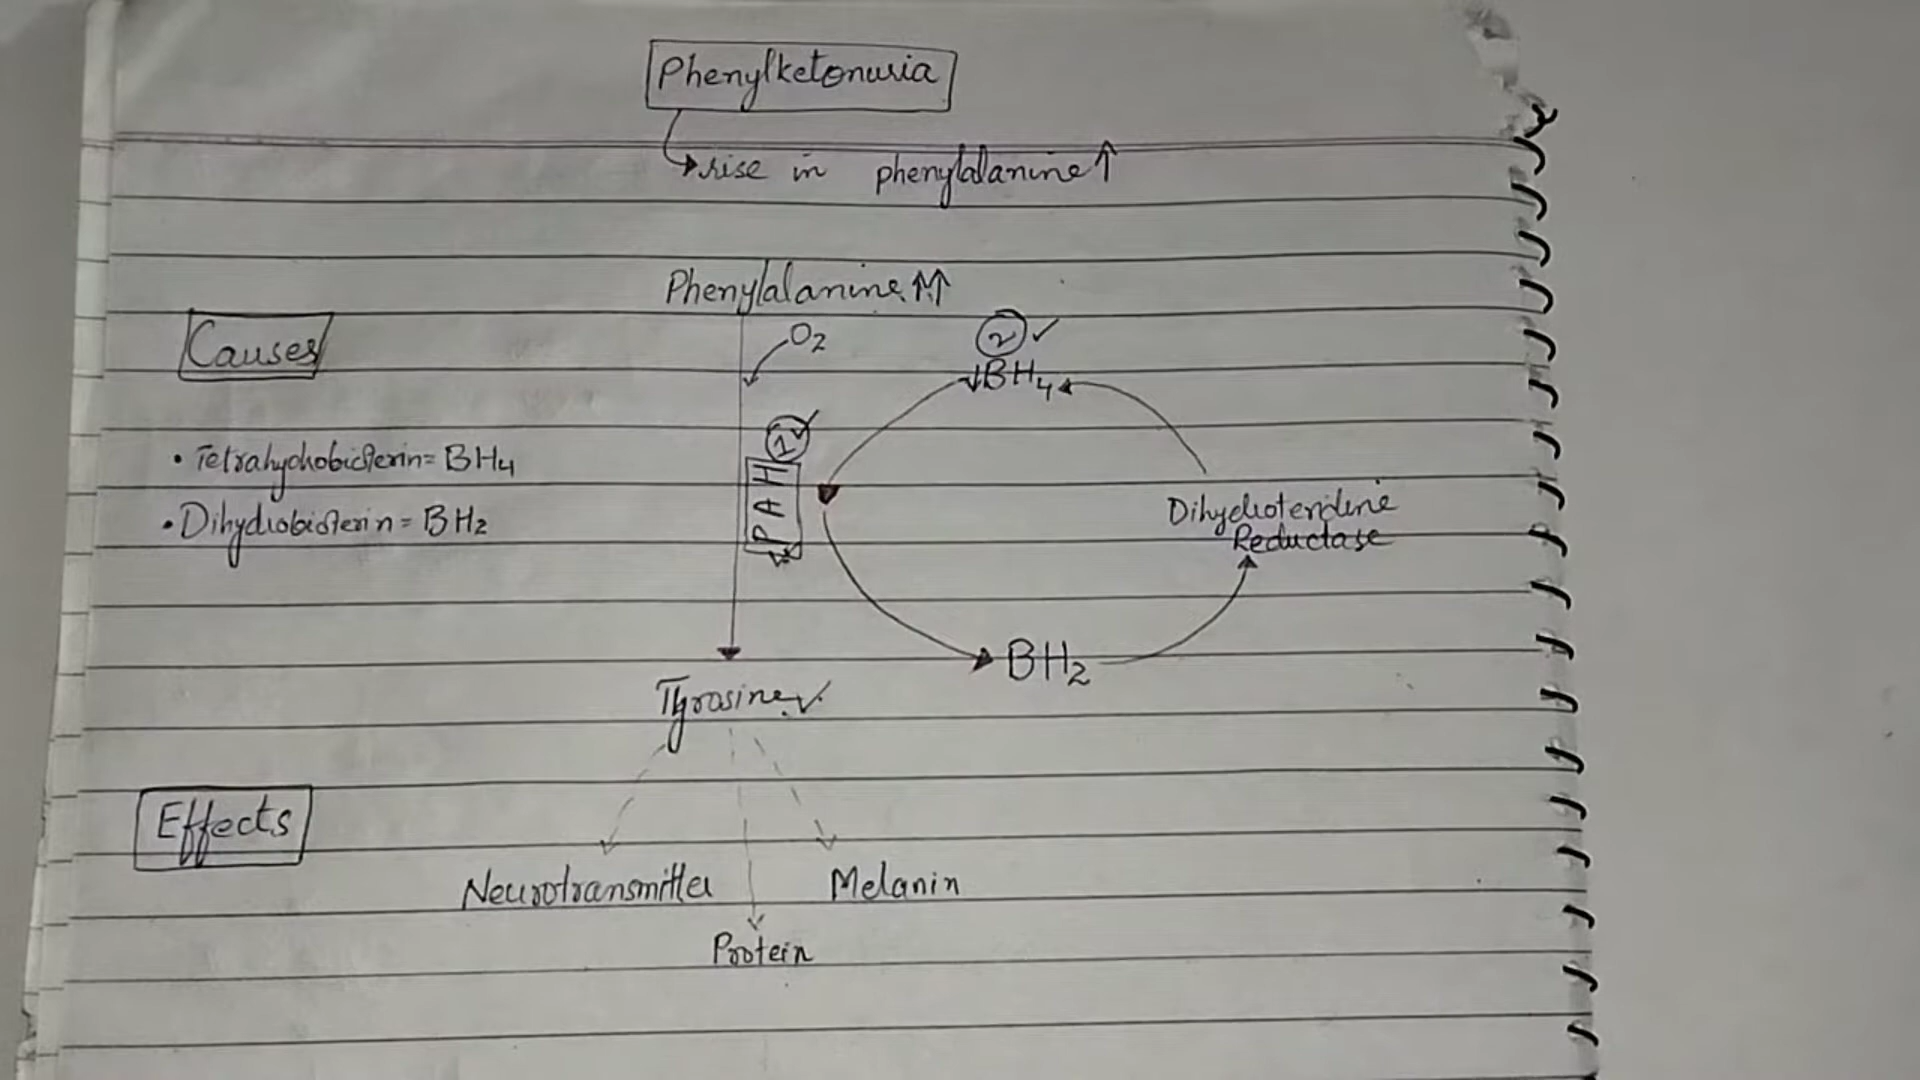 Phenylketonuria
rise in phenylalanine ↑
Phenylalanine ↑↑
Causes
O2
2 ✓
↓BH4
1 ✓
PAH
• Tetrahydrobiopterin = BH4
• Dihydrobiopterin = BH2
Reductase
BH2
Tyrosine ✓
Effects
Neurotransmitter
Melanin
Protein